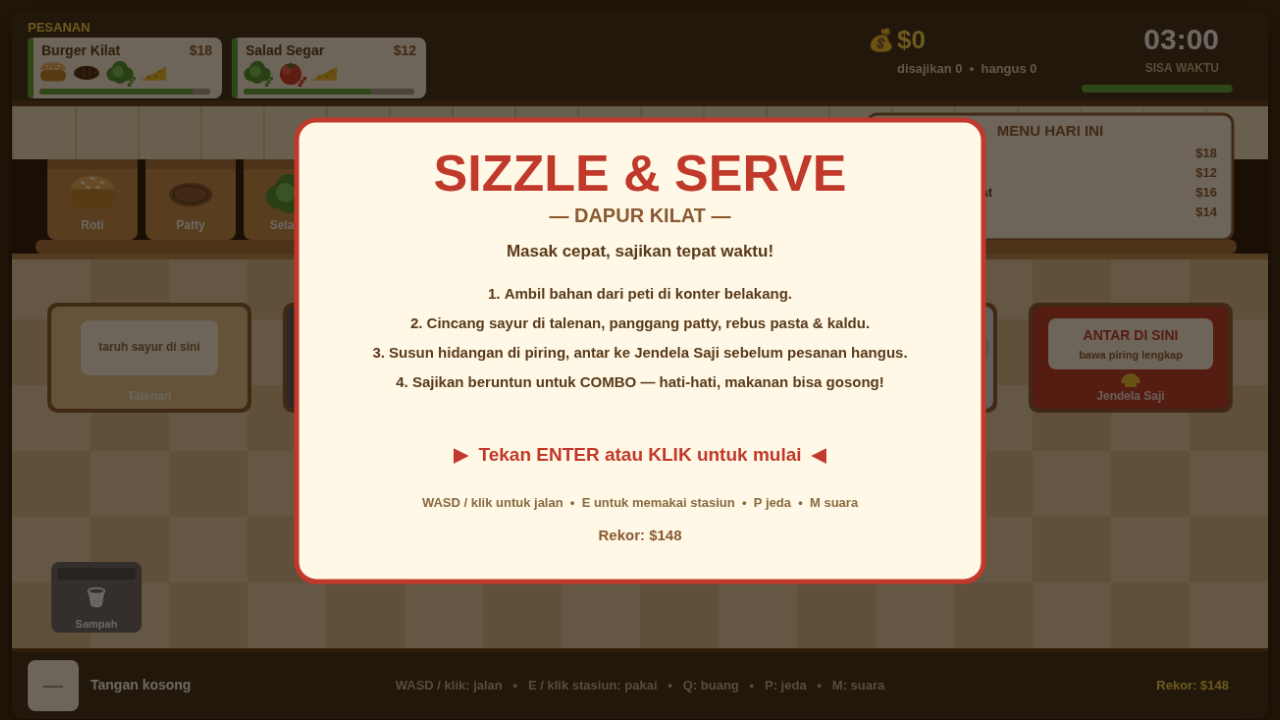 PESANAN
Burger Kilat $18
Salad Segar $12
$0
disajikan 0 • hangus 0
03:00
SISA WAKTU
MENU HARI INI
$18
$12
$16
$14
Roti
Patty
SIZZLE & SERVE
— DAPUR KILAT —
Masak cepat, sajikan tepat waktu!
1. Ambil bahan dari peti di konter belakang.
2. Cincang sayur di talenan, panggang patty, rebus pasta & kaldu.
3. Susun hidangan di piring, antar ke Jendela Saji sebelum pesanan hangus.
4. Sajikan beruntun untuk COMBO — hati-hati, makanan bisa gosong!
▶ Tekan ENTER atau KLIK untuk mulai ◀
WASD / klik untuk jalan • E untuk memakai stasiun • P jeda • M suara
Rekor: $148
taruh sayur di sini
Talenan
ANTAR DI SINI
bawa piring lengkap
Jendela Saji
Sampah
—
Tangan kosong
WASD / klik: jalan • E / klik stasiun: pakai • Q: buang • P: jeda • M: suara
Rekor: $148